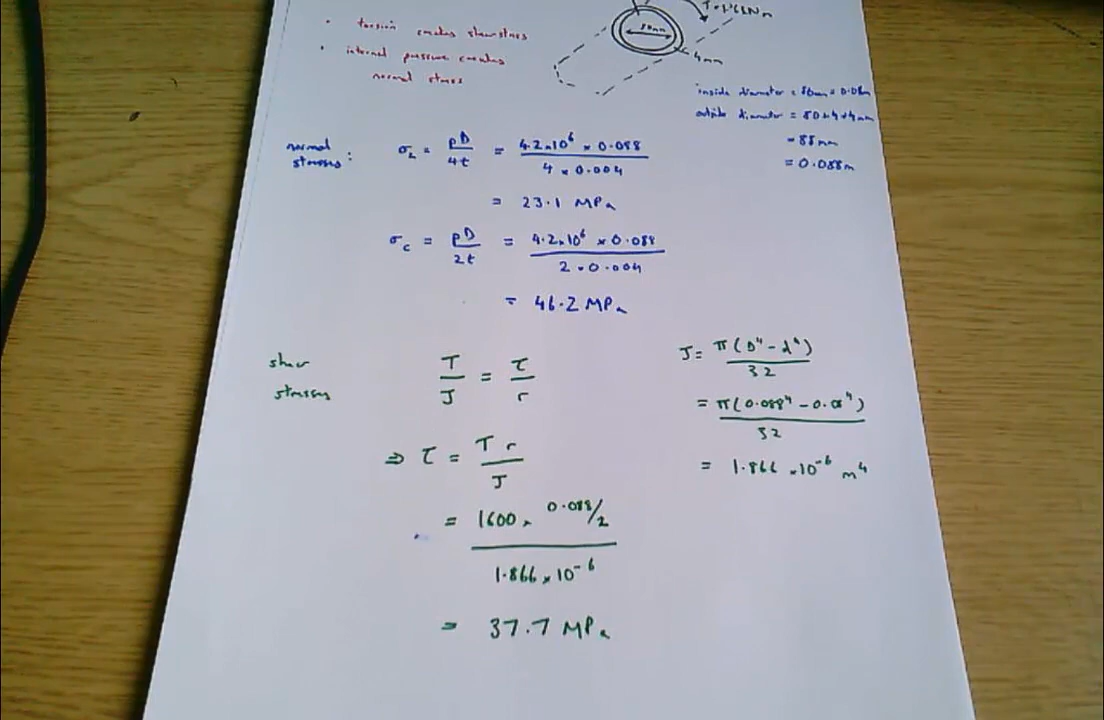 • torsion creates shear stress
• internal pressure creates
normal stress
T=1.6kNm
80mm
4mm
inside diameter = 80mm = 0.08m
outside diameter = 80+4+4mm
= 88mm
= 0.088m
normal
stresses:
σL = pD/4t = 4.2×10⁶ × 0.088 / 4 × 0.004
= 23.1 MPa
σc = pD/2t = 4.2×10⁶ × 0.088 / 2 × 0.004
= 46.2 MPa
shear
stresses
T/J = τ/r
⇒ τ = Tr/J
= 1600 × 0.088/2 / 1.866×10⁻⁶
= 37.7 MPa
J = π(D⁴ - d⁴)/32
= π(0.088⁴ - 0.08⁴)/32
= 1.866 × 10⁻⁶ m⁴